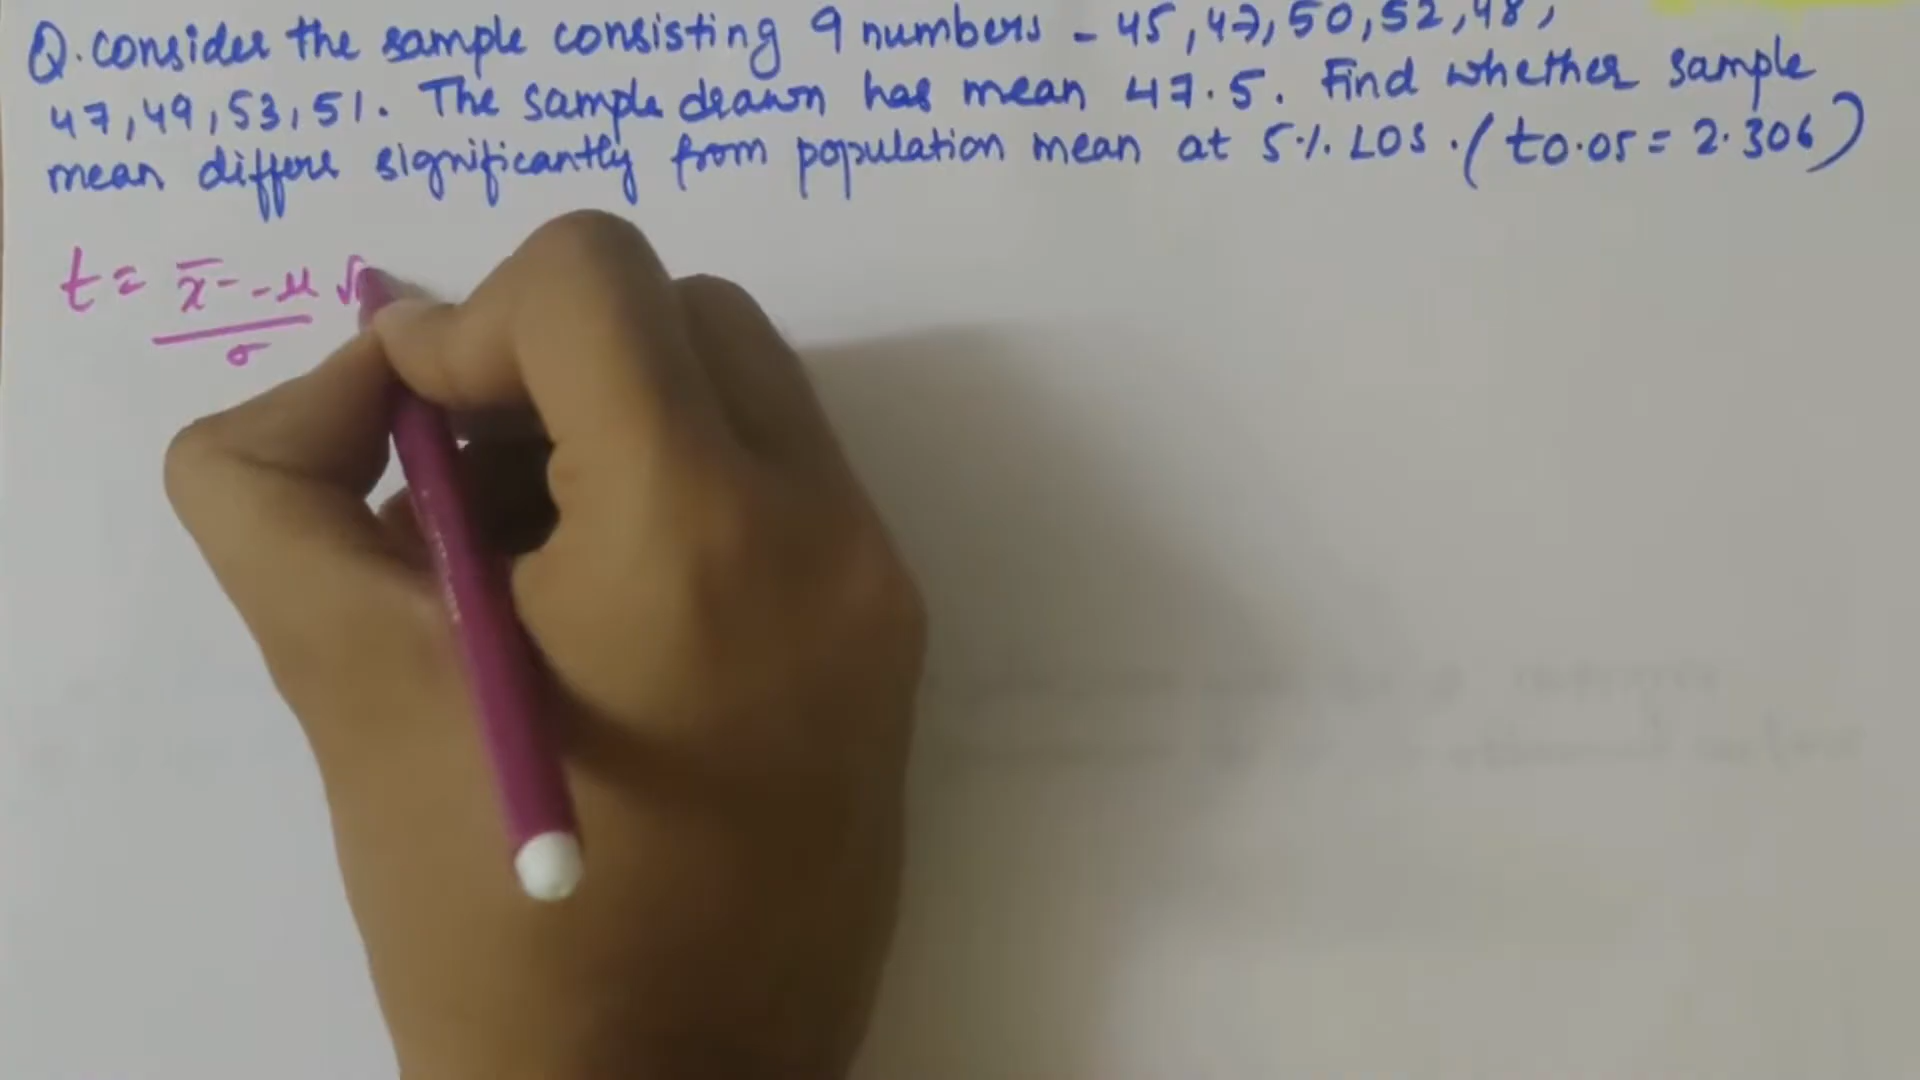 Q. consider the sample consisting 9 numbers - 45, 47, 50, 52, 48,
47, 49, 53, 51. The sample drawn has mean 47.5. Find whether sample
mean differs significantly from population mean at 5% LOS. (t0.05 = 2.306)
t = x̄ - μ √
σ